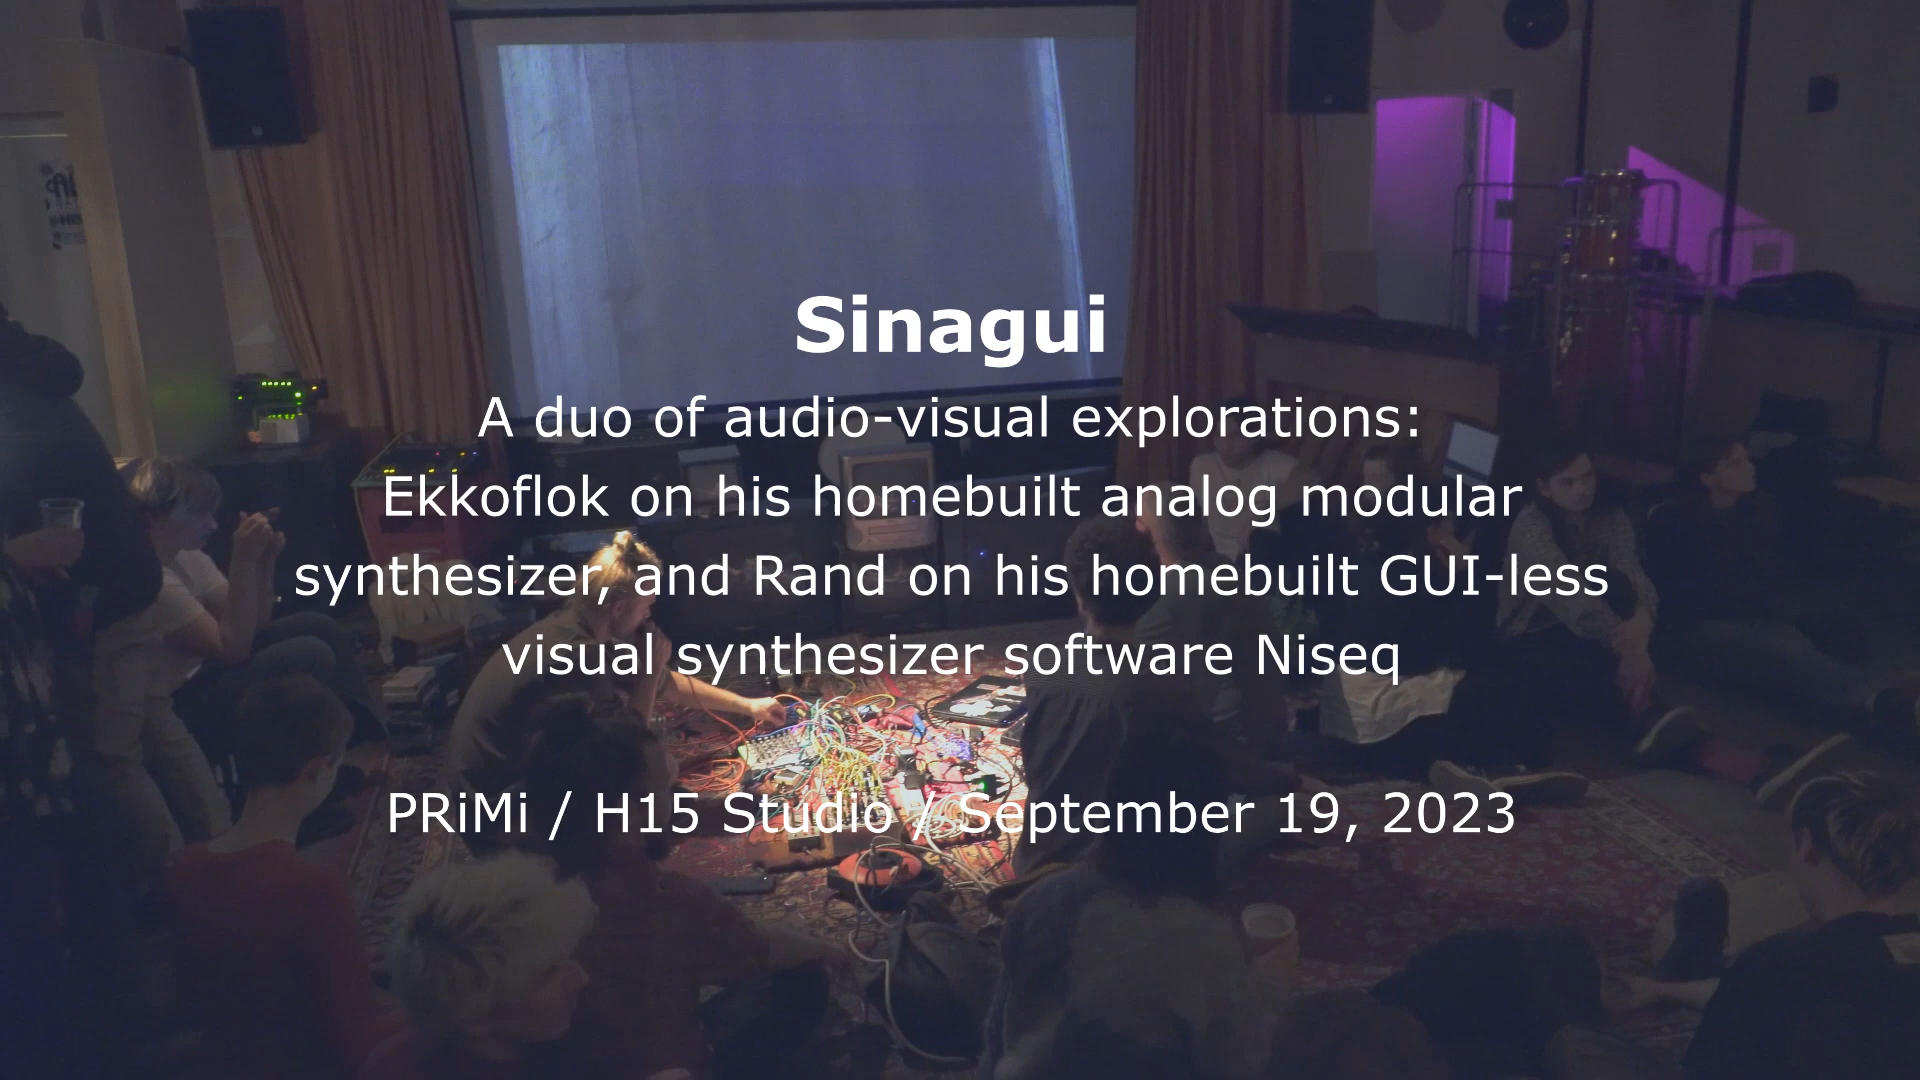 Sinagui
A duo of audio-visual explorations:
Ekkoflok on his homebuilt analog modular
synthesizer, and Rand on his homebuilt GUI-less
visual synthesizer software Niseq
PRiMi / H15 Studio / September 19, 2023